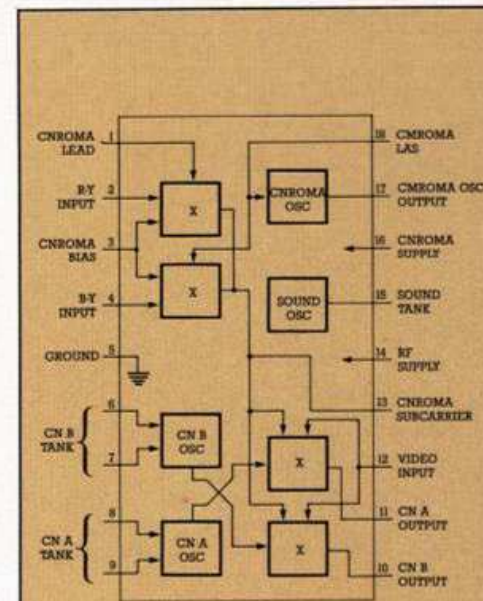 CNROMA
LEAD
1
R-Y
INPUT
2
CNROMA
BIAS
3
B-Y
INPUT
4
GROUND
5
CN B
TANK
6
7
CN A
TANK
8
9
X
X
CNROMA
OSC
SOUND
OSC
CN B
OSC
CN A
OSC
X
X
18
CMROMA
LAS
17
CMROMA OSC
OUTPUT
16
CNROMA
SUPPLY
15
SOUND
TANK
14
RF
SUPPLY
13
CNROMA
SUBCARRIER
12
VIDEO
INPUT
11
CN A
OUTPUT
10
CN B
OUTPUT